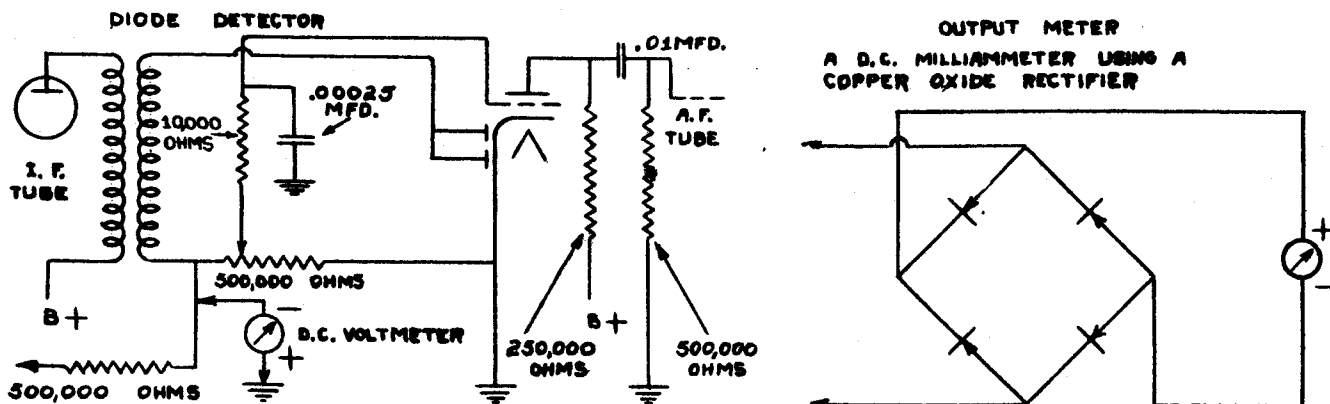 DIODE DETECTOR
I. F.
TUBE
10,000
OHMS
.00025
MFD.
B+
500,000 OHMS
D.C. VOLTMETER
-
+
500,000 OHMS
.01MFD.
A.F.
TUBE
250,000
OHMS
B+
500,000
OHMS
OUTPUT METER
A D.C. MILLIAMMETER USING A
COPPER OXIDE RECTIFIER
+
-